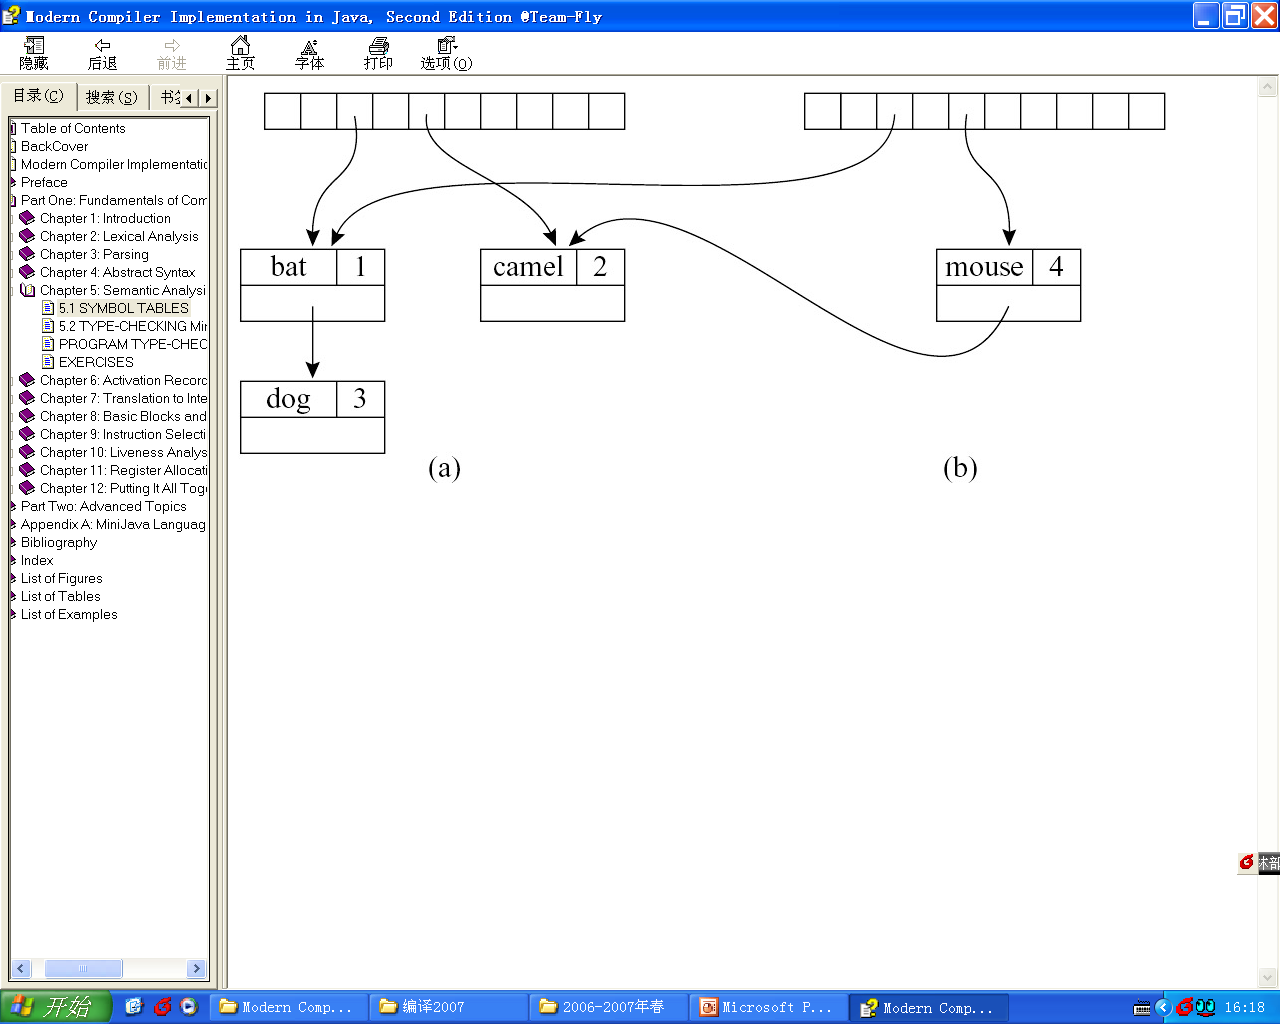 Modern Compiler Implementation in Java, Second Edition @Team-Fly
隐藏 后退 前进 主页 字体 打印 选项(O)
目录(C) 搜索(S)
Table of Contents
BackCover
Modern Compiler Implementatic
Preface
Part One: Fundamentals of Com
Chapter 1: Introduction
Chapter 2: Lexical Analysis
Chapter 3: Parsing
Chapter 4: Abstract Syntax
Chapter 5: Semantic Analysi
5.1 SYMBOL TABLES
5.2 TYPE-CHECKING Mi
PROGRAM TYPE-CHEC
EXERCISES
Chapter 6: Activation Record
Chapter 7: Translation to Inte
Chapter 8: Basic Blocks and
Chapter 9: Instruction Selecti
Chapter 10: Liveness Analys
Chapter 11: Register Allocati
Chapter 12: Putting It All Tog
Part Two: Advanced Topics
Appendix A: MiniJava Languag
Bibliography
Index
List of Figures
List of Tables
List of Examples
bat 1 camel 2 mouse 4
dog 3
(a) (b)
开始 Modern Comp... 编译2007 2006-2007年春 Microsoft P... Modern Comp... 16:18